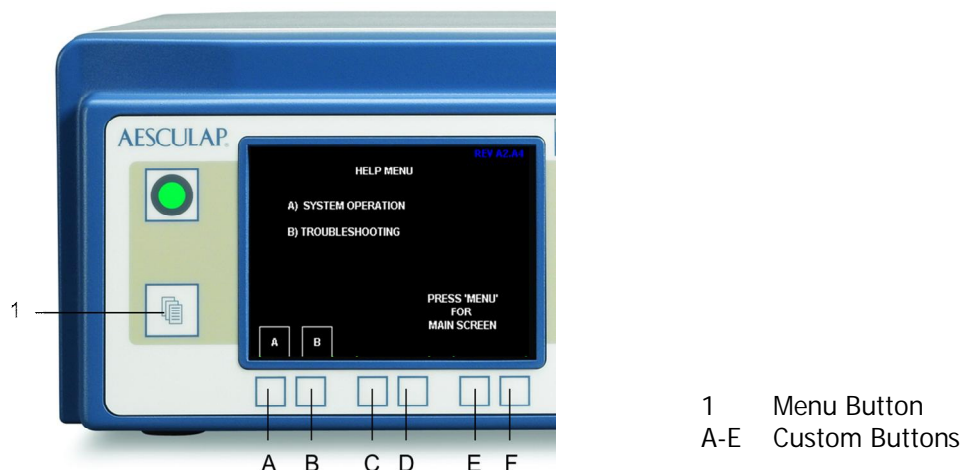 AESCULAP®
REV A2.A4
HELP MENU
A) SYSTEM OPERATION
B) TROUBLESHOOTING
PRESS 'MENU'
FOR
MAIN SCREEN
A B
1
A B C D E F
1 Menu Button
A-E Custom Buttons